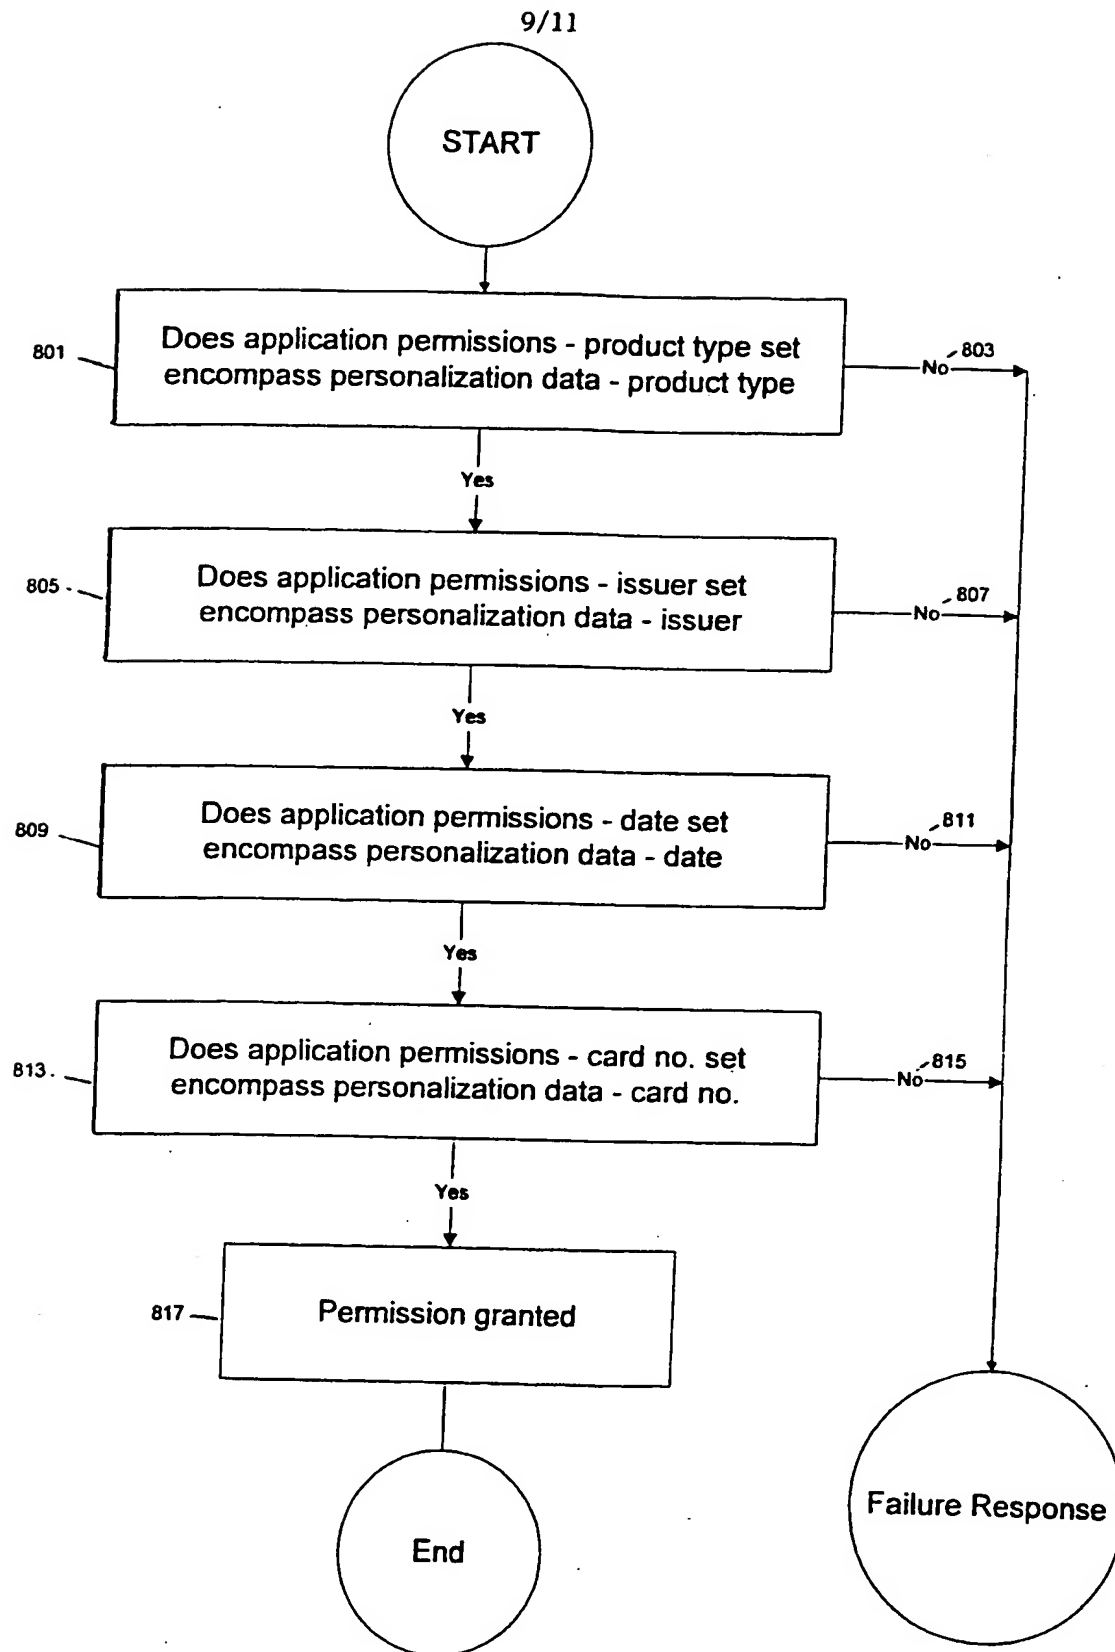 9/11
START
801
Does application permissions - product type set
encompass personalization data - product type
No
803
Yes
805
Does application permissions - issuer set
encompass personalization data - issuer
No
807
Yes
809
Does application permissions - date set
encompass personalization data - date
No
811
Yes
813
Does application permissions - card no. set
encompass personalization data - card no.
No
815
Yes
817
Permission granted
End
Failure Response